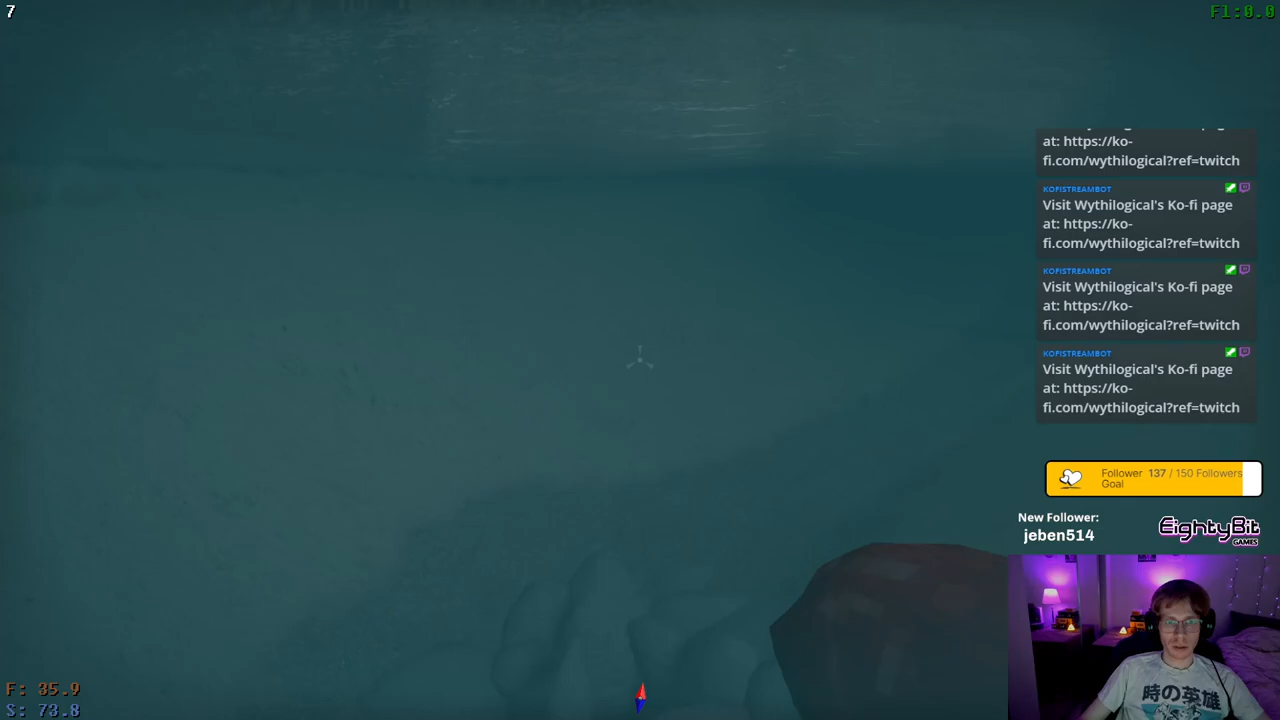 7
F1:0.0
at: https://ko-
fi.com/wythilogical?ref=twitch
KOFISTREAMBOT
Visit Wythilogical's Ko-fi page
at: https://ko-
fi.com/wythilogical?ref=twitch
KOFISTREAMBOT
Visit Wythilogical's Ko-fi page
at: https://ko-
fi.com/wythilogical?ref=twitch
KOFISTREAMBOT
Visit Wythilogical's Ko-fi page
at: https://ko-
fi.com/wythilogical?ref=twitch
Follower 137 / 150 Followers
Goal
New Follower:
jeben514
EightyBit
GAMES
時の英雄
F: 35.9
S: 73.8